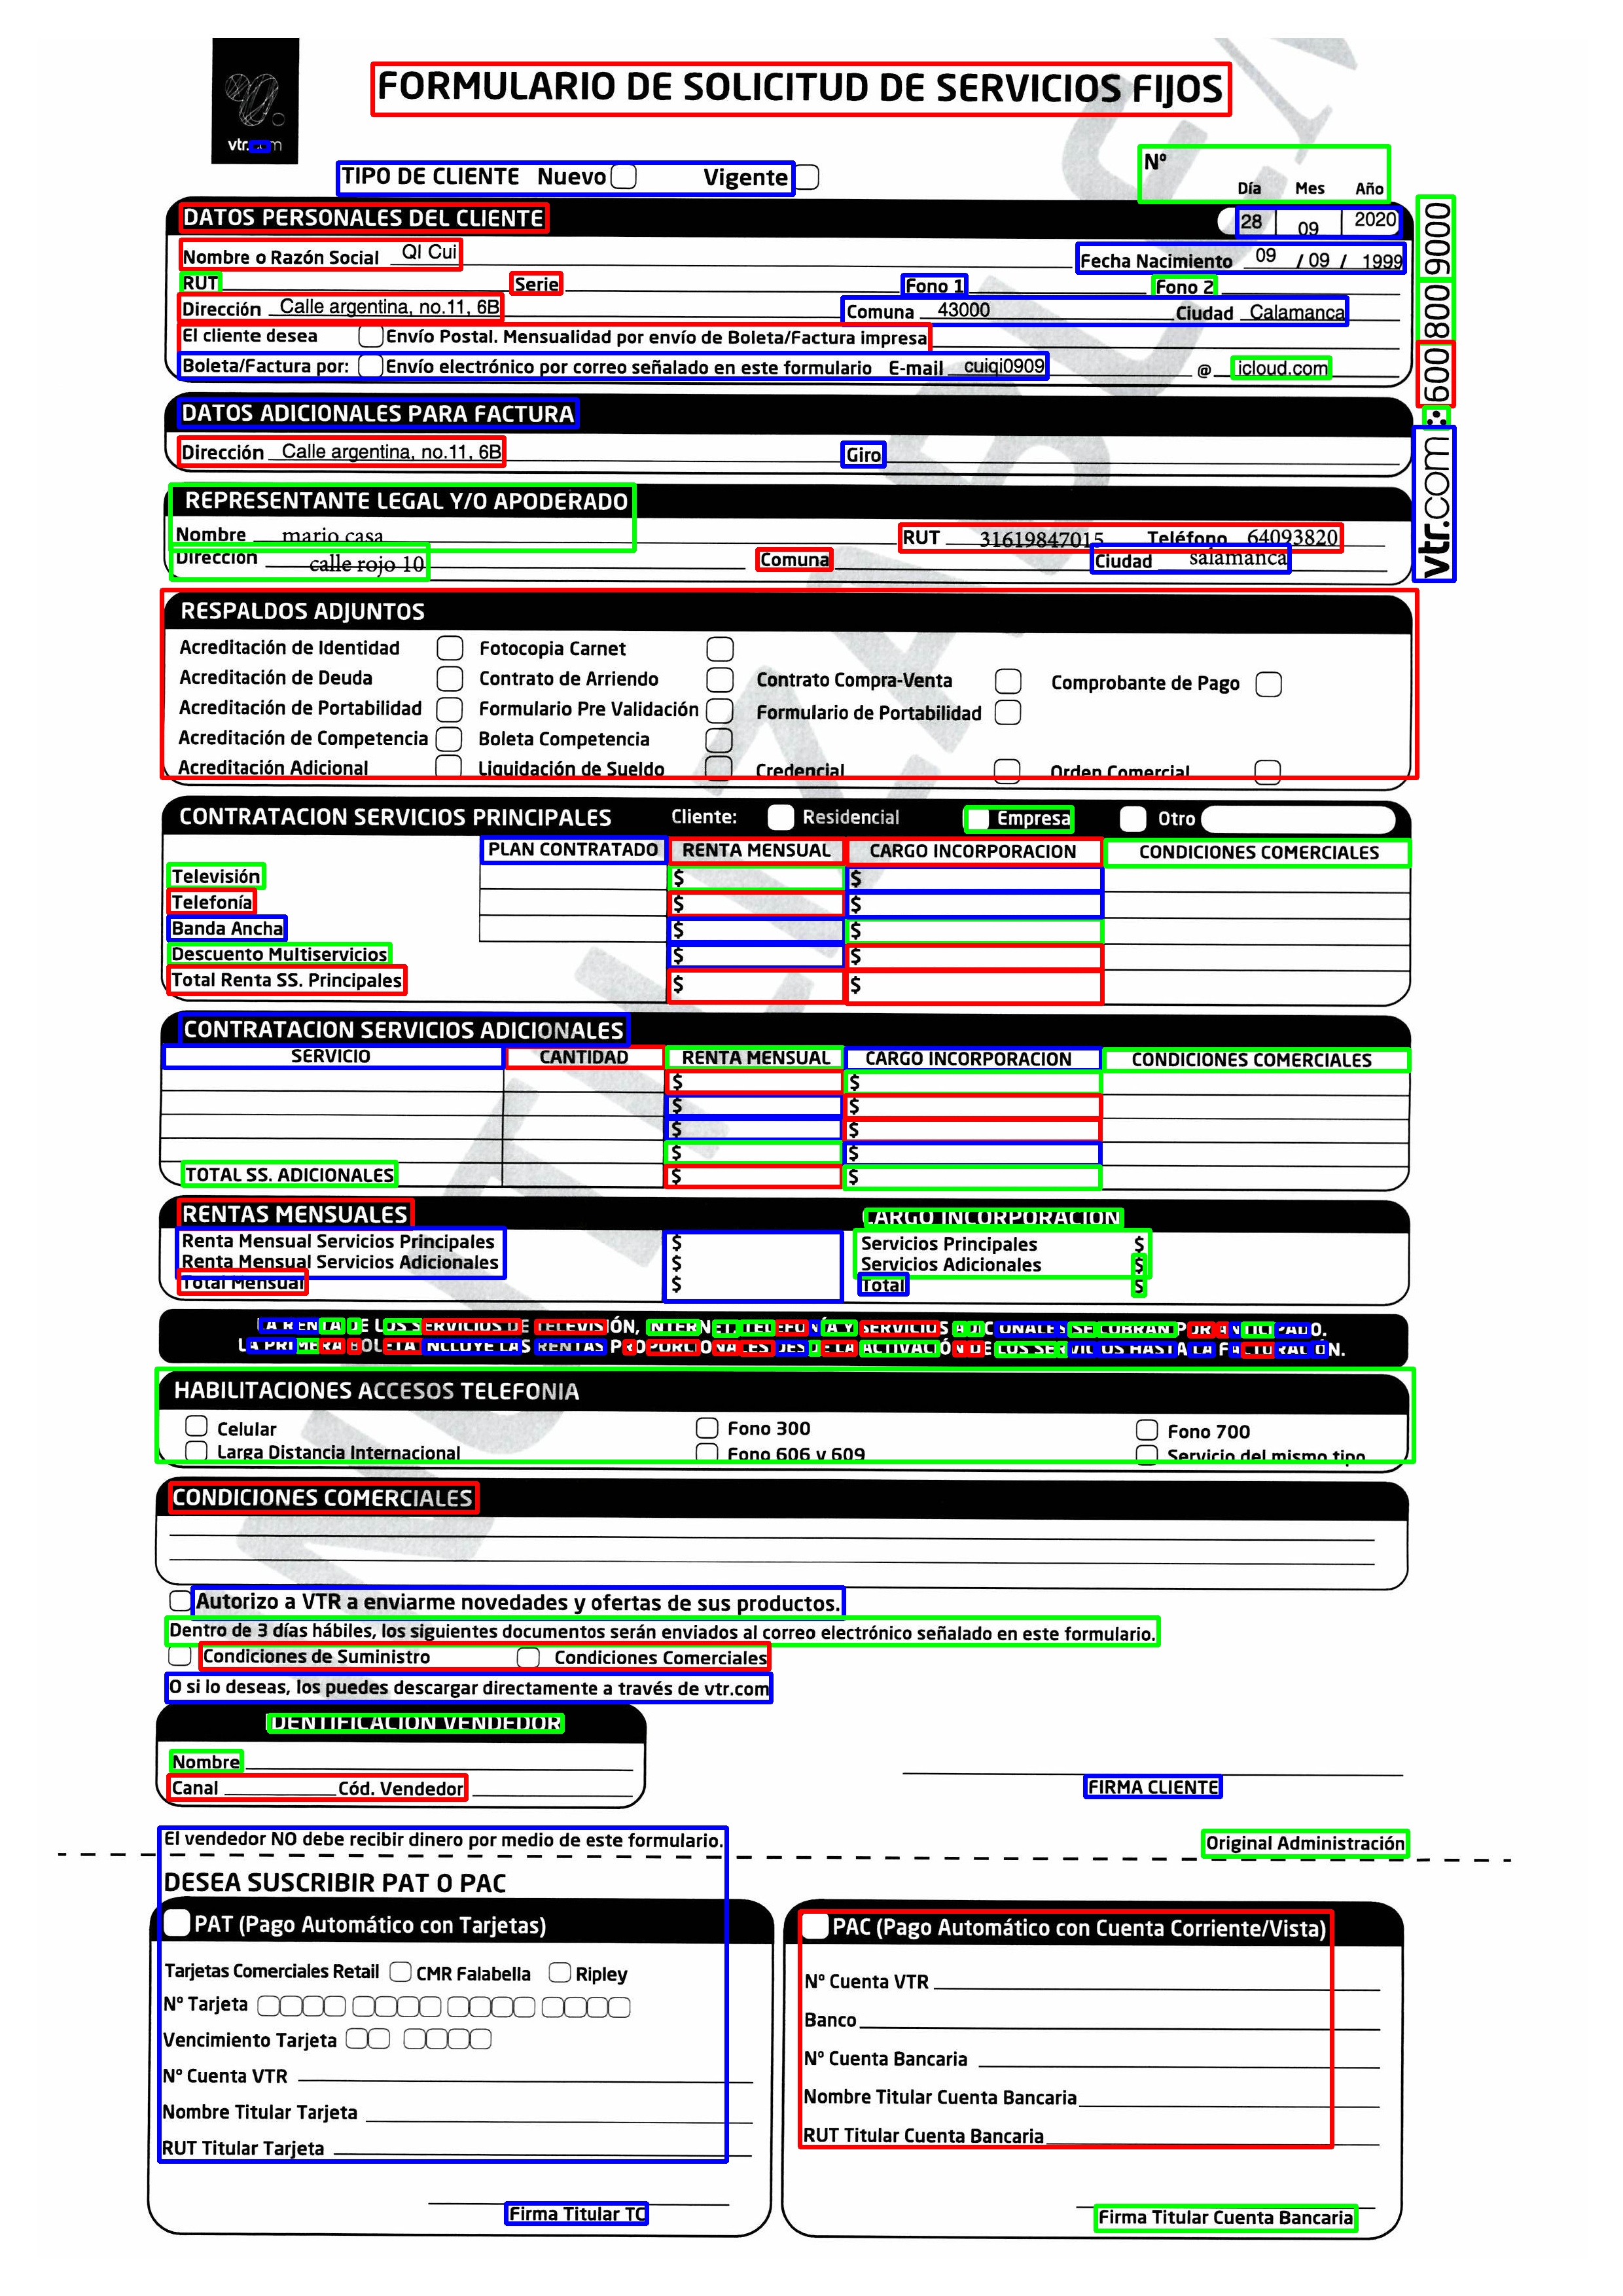 FORMULARIO DE SOLICITUD DE SERVICIOS FIJOS
vtr.com
TIPO DE CLIENTE Nuevo Vigente
Nº
Día Mes Año
DATOS PERSONALES DEL CLIENTE 28 09 2020
Nombre o Razón Social QI Cui Fecha Nacimiento 09 / 09 / 1999
RUT Serie Fono 1 Fono 2
Dirección Calle argentina, no.11, 6B Comuna 43000 Ciudad Calamanca
El cliente desea Envío Postal. Mensualidad por envío de Boleta/Factura impresa
Boleta/Factura por: Envío electrónico por correo señalado en este formulario E-mail cuiqi0909 @ icloud.com
vtr.com: 600 800 9000
DATOS ADICIONALES PARA FACTURA
Dirección Calle argentina, no.11, 6B Giro
REPRESENTANTE LEGAL Y/O APODERADO
Nombre mario casa RUT 31619847015 Teléfono 64093820
Dirección calle rojo 10 Comuna Ciudad salamanca
RESPALDOS ADJUNTOS
Acreditación de Identidad Fotocopia Carnet
Acreditación de Deuda Contrato de Arriendo Contrato Compra-Venta Comprobante de Pago
Acreditación de Portabilidad Formulario Pre Validación Formulario de Portabilidad
Acreditación de Competencia Boleta Competencia
Acreditación Adicional Liquidación de Sueldo Credencial Orden Comercial
CONTRATACION SERVICIOS PRINCIPALES Cliente: Residencial Empresa Otro
PLAN CONTRATADO RENTA MENSUAL CARGO INCORPORACION CONDICIONES COMERCIALES
Televisión $ $
Telefonía $ $
Banda Ancha $ $
Descuento Multiservicios $ $
Total Renta SS. Principales $ $
CONTRATACION SERVICIOS ADICIONALES
SERVICIO CANTIDAD RENTA MENSUAL CARGO INCORPORACION CONDICIONES COMERCIALES
$ $
$ $
$ $
$ $
TOTAL SS. ADICIONALES $ $
RENTAS MENSUALES CARGO INCORPORACION
Renta Mensual Servicios Principales $ Servicios Principales $
Renta Mensual Servicios Adicionales $ Servicios Adicionales $
Total Mensual $ Total $
LA RENTA DE LOS SERVICIOS DE TELEVISIÓN, INTERNET, TELEFONÍA Y SERVICIOS ADICIONALES SE COBRAN POR ANTICIPADO.
LA PRIMERA BOLETA INCLUYE LAS RENTAS PROPORCIONALES DESDE LA ACTIVACIÓN DE LOS SERVICIOS HASTA LA FACTURACIÓN.
HABILITACIONES ACCESOS TELEFONIA
Celular Fono 300 Fono 700
Larga Distancia Internacional Fono 606 y 609 Servicio del mismo tipo
CONDICIONES COMERCIALES
Autorizo a VTR a enviarme novedades y ofertas de sus productos.
Dentro de 3 días hábiles, los siguientes documentos serán enviados al correo electrónico señalado en este formulario.
Condiciones de Suministro Condiciones Comerciales
O si lo deseas, los puedes descargar directamente a través de vtr.com
IDENTIFICACION VENDEDOR
Nombre
Canal Cód. Vendedor
FIRMA CLIENTE
El vendedor NO debe recibir dinero por medio de este formulario.
Original Administración
DESEA SUSCRIBIR PAT O PAC
PAT (Pago Automático con Tarjetas)
Tarjetas Comerciales Retail CMR Falabella Ripley
Nº Tarjeta
Vencimiento Tarjeta
Nº Cuenta VTR
Nombre Titular Tarjeta
RUT Titular Tarjeta
Firma Titular TC
PAC (Pago Automático con Cuenta Corriente/Vista)
Nº Cuenta VTR
Banco
Nº Cuenta Bancaria
Nombre Titular Cuenta Bancaria
RUT Titular Cuenta Bancaria
Firma Titular Cuenta Bancaria